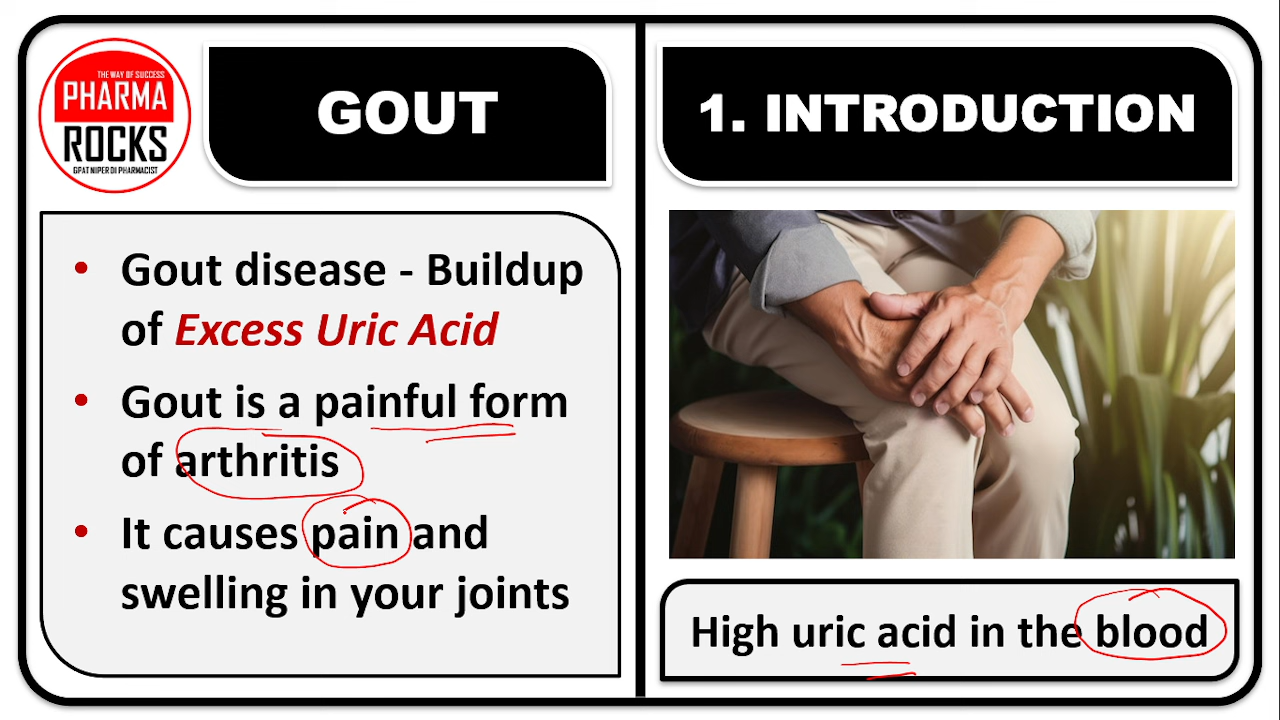 THE WAY OF SUCCESS
PHARMA
ROCKS
GPAT NIPER DI PHARMACIST
GOUT
• Gout disease - Buildup
of Excess Uric Acid
• Gout is a painful form
of arthritis
• It causes pain and
swelling in your joints
1. INTRODUCTION
High uric acid in the blood